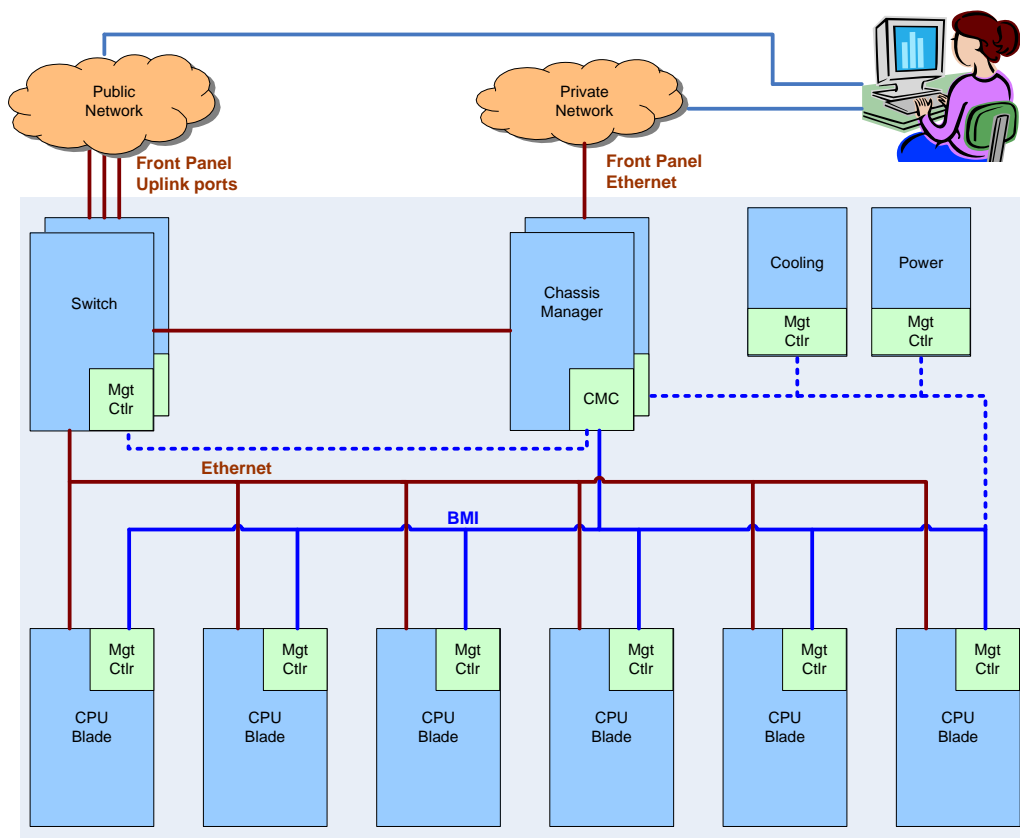 Public
Network
Private
Network
Front Panel
Uplink ports
Front Panel
Ethernet
Switch
Chassis
Manager
Cooling
Power
Mgt
Ctlr
Mgt
Ctlr
Mgt
Ctlr
CMC
Ethernet
BMI
Mgt
Ctlr
Mgt
Ctlr
Mgt
Ctlr
Mgt
Ctlr
Mgt
Ctlr
Mgt
Ctlr
CPU
Blade
CPU
Blade
CPU
Blade
CPU
Blade
CPU
Blade
CPU
Blade